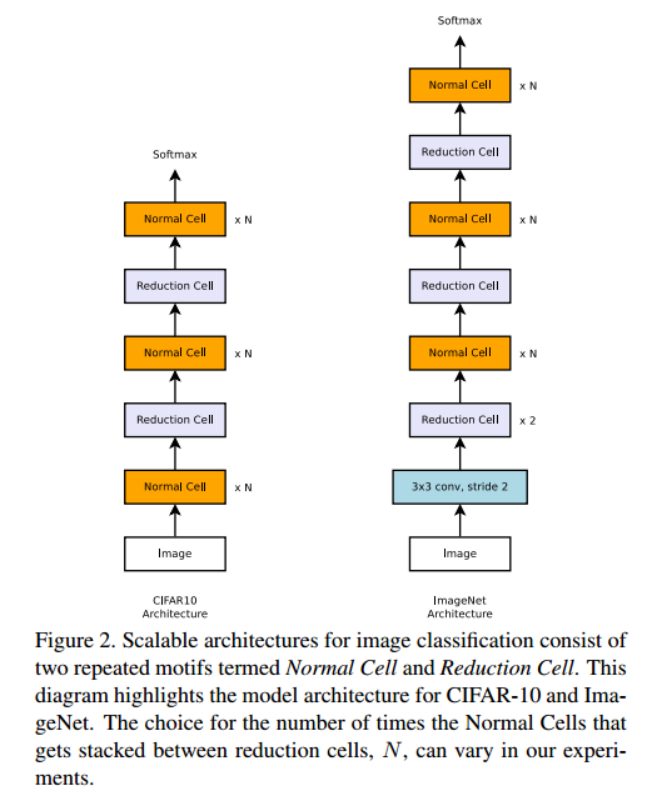 Softmax
Normal Cell x N
Reduction Cell
Normal Cell x N
Reduction Cell
Normal Cell x N
Image
CIFAR10
Architecture
Softmax
Normal Cell x N
Reduction Cell
Normal Cell x N
Reduction Cell
Normal Cell x N
Reduction Cell x 2
3x3 conv, stride 2
Image
ImageNet
Architecture
Figure 2. Scalable architectures for image classification consist of
two repeated motifs termed Normal Cell and Reduction Cell. This
diagram highlights the model architecture for CIFAR-10 and Ima-
geNet. The choice for the number of times the Normal Cells that
gets stacked between reduction cells, N, can vary in our experi-
ments.